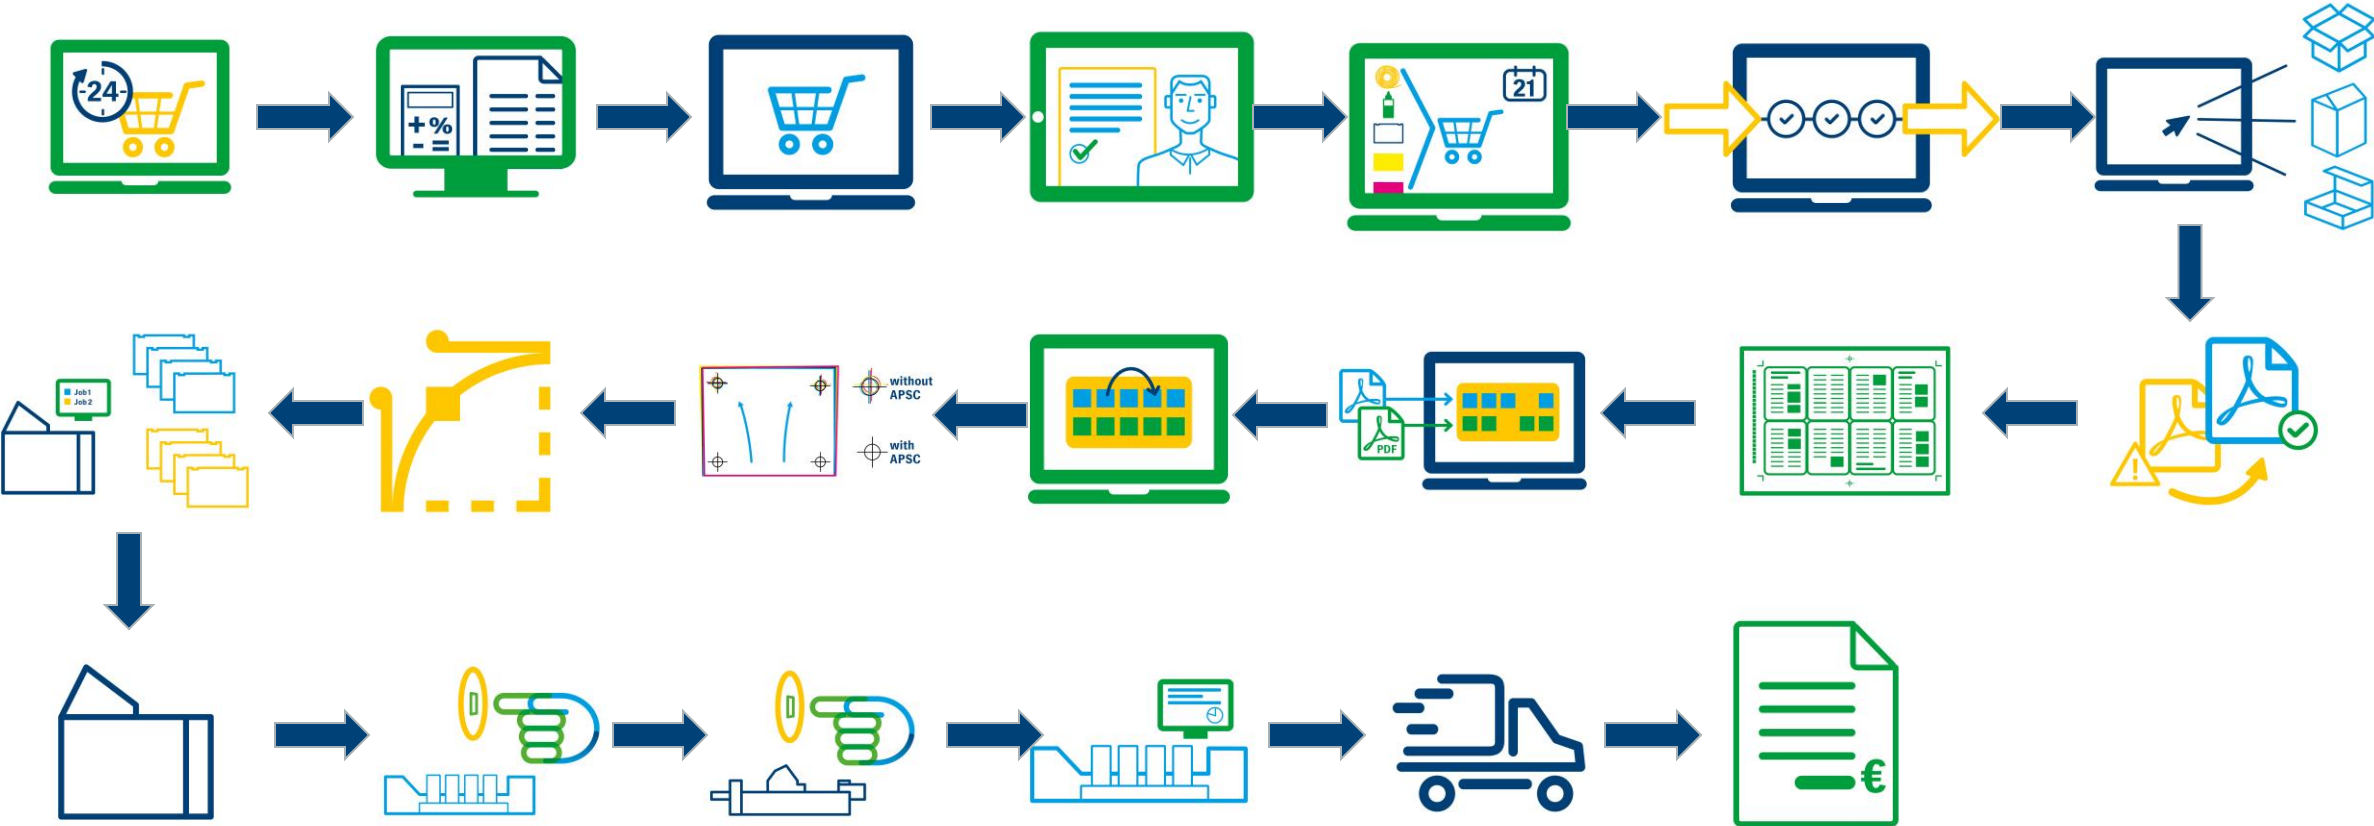 -24-
+ %
- =
21
Job1
Job2
without
APSC
with
APSC
PDF
!
€